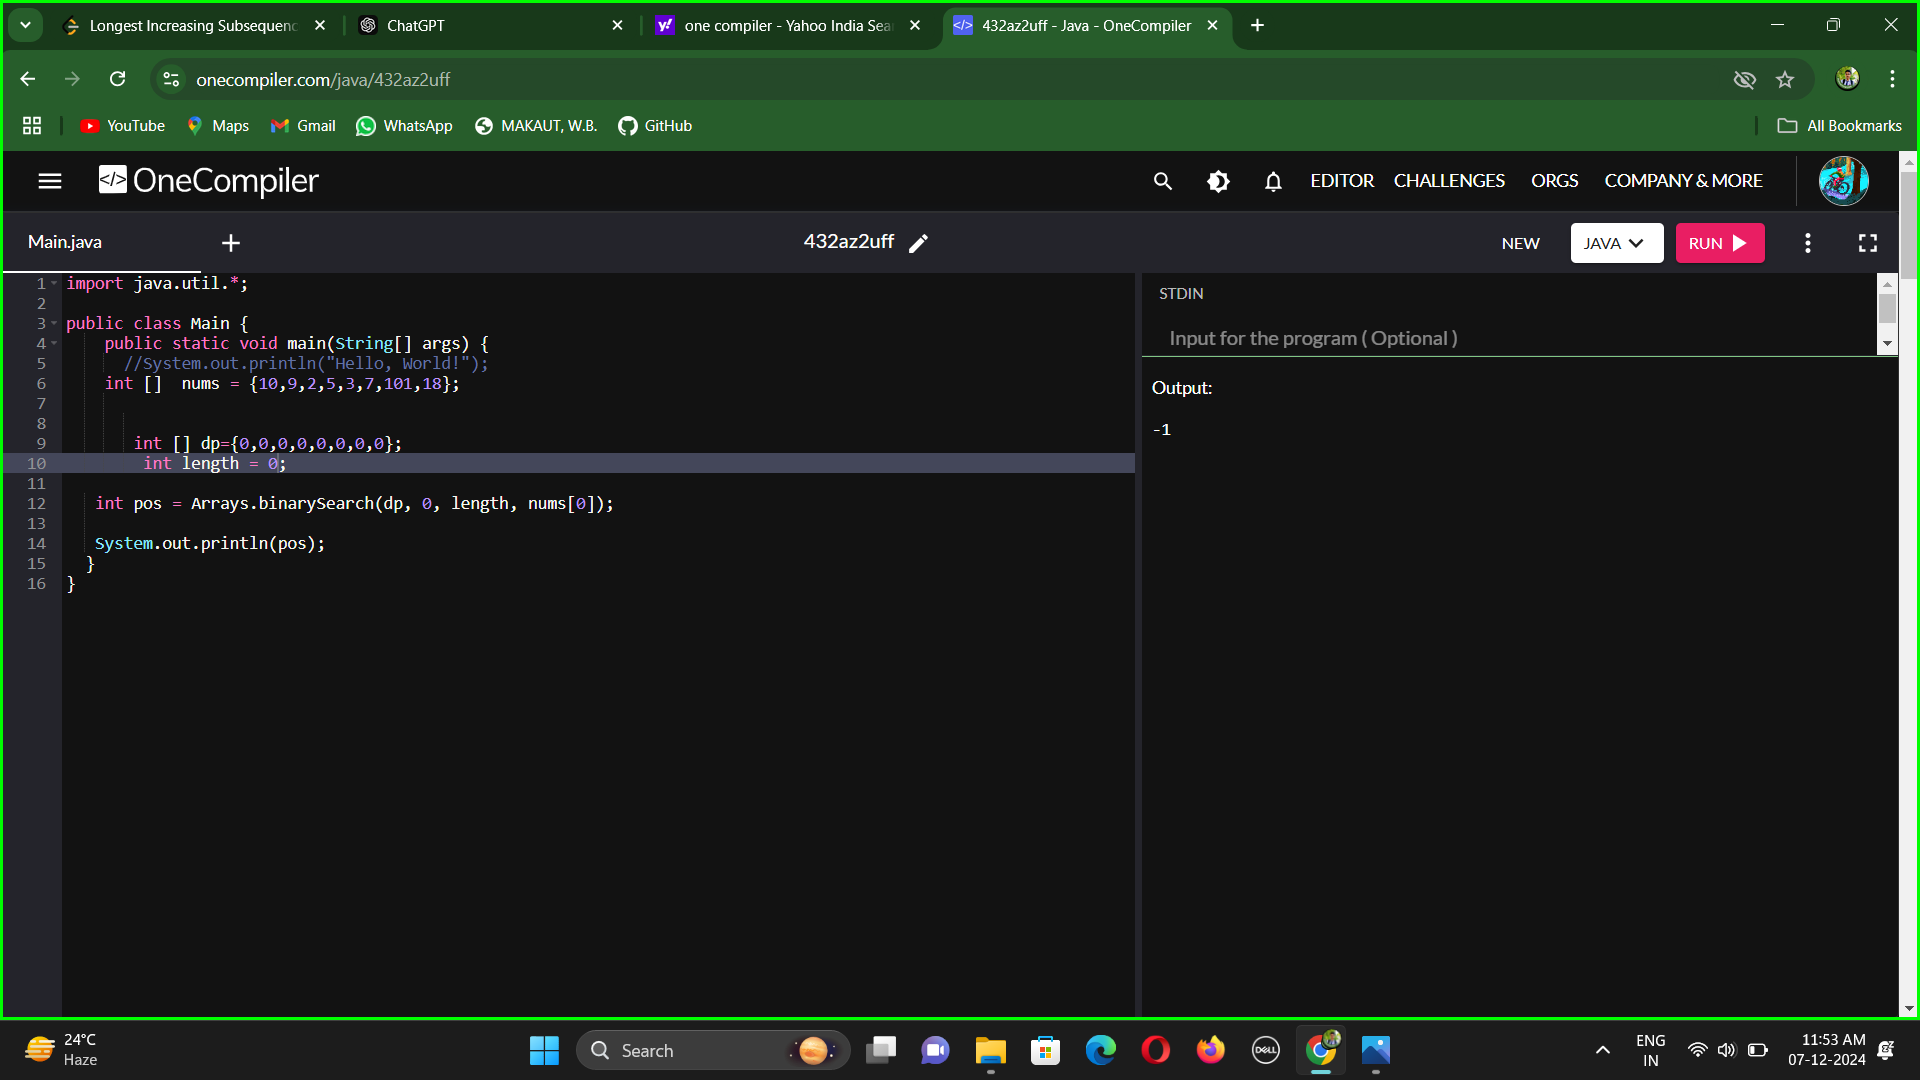 Longest Increasing Subsequenc
ChatGPT
one compiler - Yahoo India Sea
432az2uff - Java - OneCompiler
onecompiler.com/java/432az2uff
YouTube
Maps
Gmail
WhatsApp
MAKAUT, W.B.
GitHub
All Bookmarks
</> OneCompiler
EDITOR
CHALLENGES
ORGS
COMPANY & MORE
Main.java
432az2uff
NEW
JAVA
RUN
1 import java.util.*;
2
3 public class Main {
4 public static void main(String[] args) {
5 //System.out.println("Hello, World!");
6 int [] nums = {10,9,2,5,3,7,101,18};
7
8
9 int [] dp={0,0,0,0,0,0,0,0};
10 int length = 0;
11
12 int pos = Arrays.binarySearch(dp, 0, length, nums[0]);
13
14 System.out.println(pos);
15 }
16 }
STDIN
Input for the program ( Optional )
Output:
-1
24°C
Haze
Search
DELL
ENG
IN
11:53 AM
07-12-2024